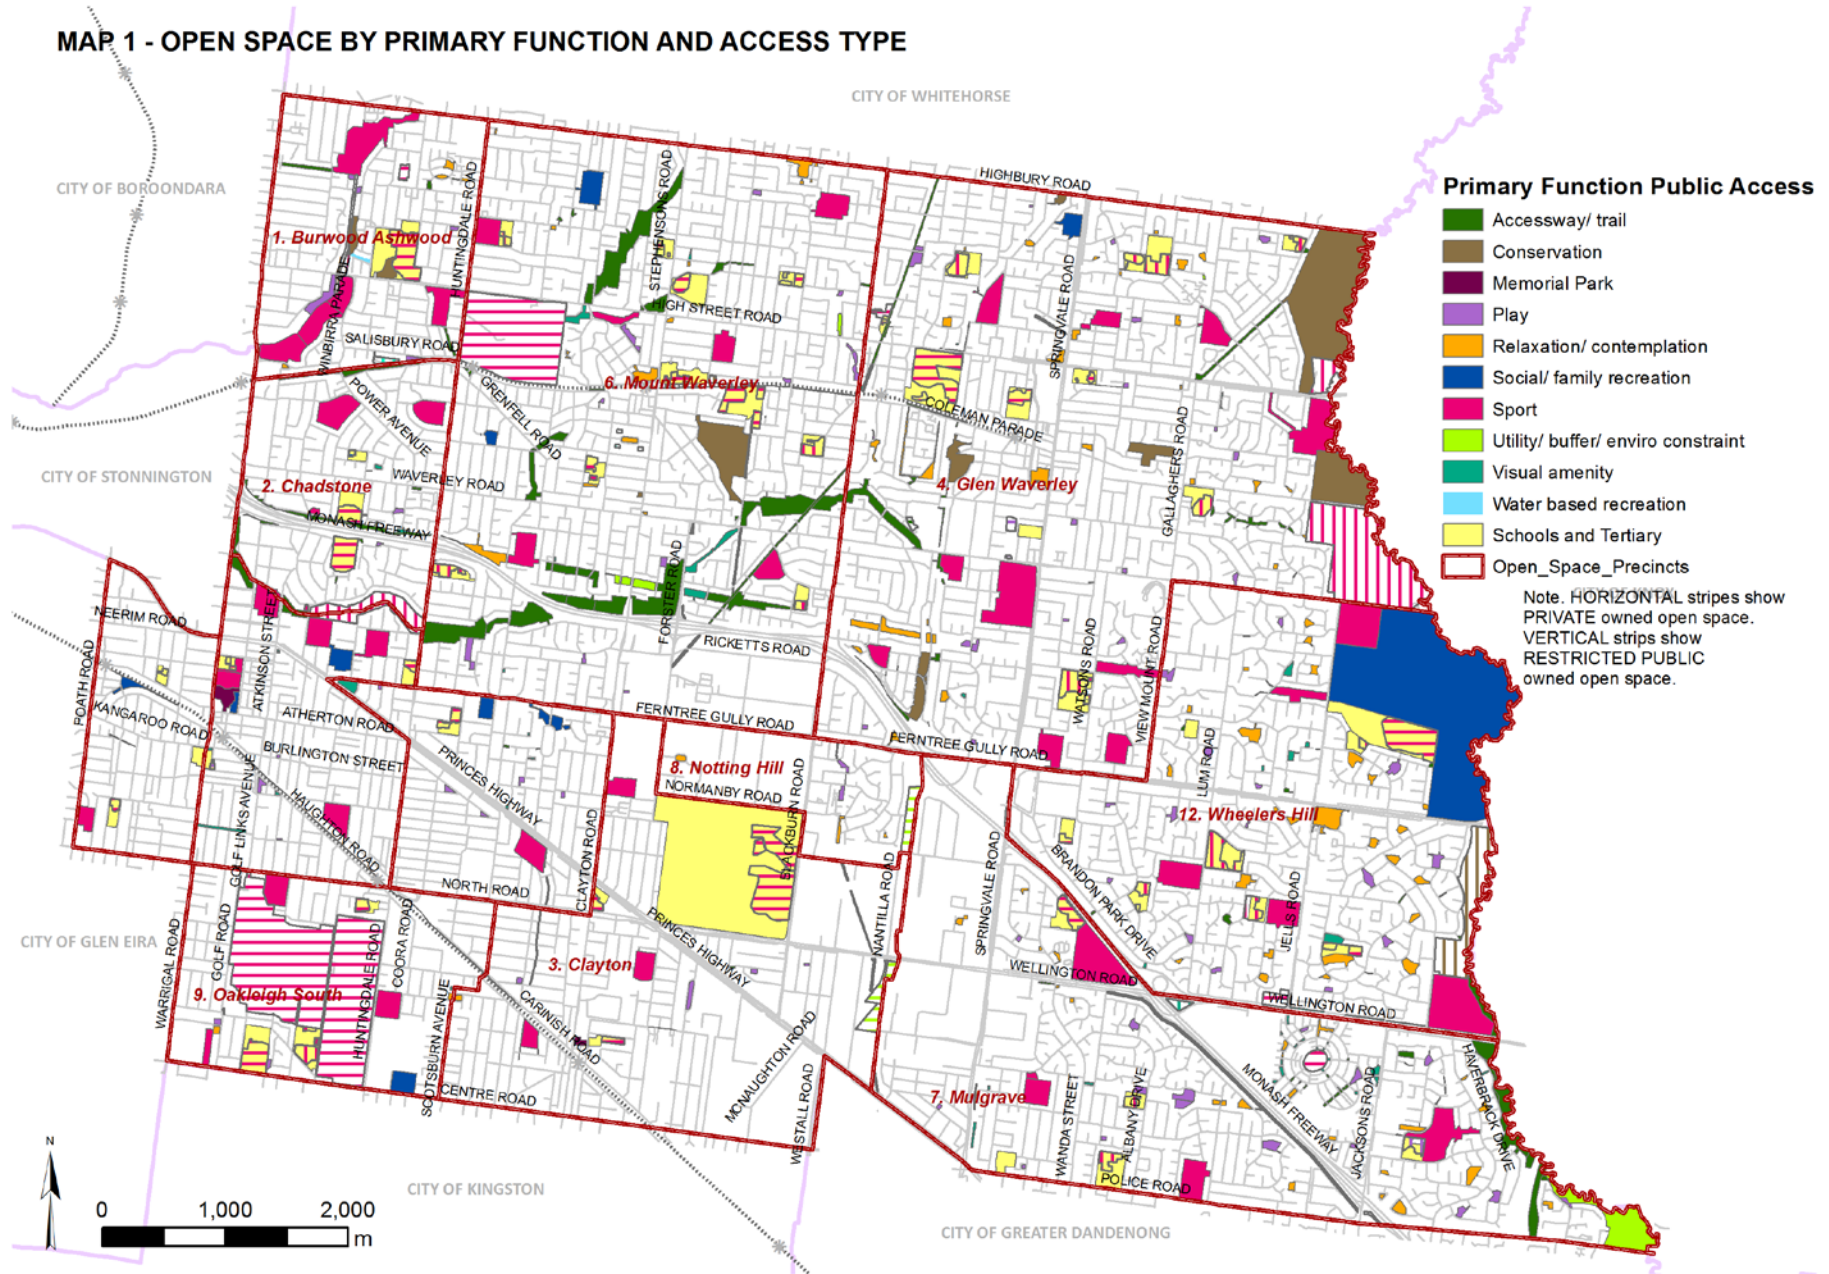 MAP 1 - OPEN SPACE BY PRIMARY FUNCTION AND ACCESS TYPE
CITY OF WHITEHORSE
CITY OF BOROONDARA
HIGHBURY ROAD
Primary Function Public Access
Accessway/ trail
Conservation
Memorial Park
Play
Relaxation/ contemplation
Social/ family recreation
Sport
Utility/ buffer/ enviro constraint
Visual amenity
Water based recreation
Schools and Tertiary
Open_Space_Precincts
Note. HORIZONTAL stripes show
PRIVATE owned open space.
VERTICAL strips show
RESTRICTED PUBLIC
owned open space.
HUNTINGDALE ROAD
STEPHENSONS ROAD
1. Burwood Ashwood
HIGH STREET ROAD
SPRINGVALE ROAD
WINBIRRA PARADE
SALISBURY ROAD
6. Mount Waverley
POWER AVENUE
GRENFELL ROAD
COLEMAN PARADE
CITY OF STONNINGTON
2. Chadstone
WAVERLEY ROAD
4. Glen Waverley
GALLAGHERS ROAD
MONASH FREEWAY
FORSTER ROAD
NEERIM ROAD
ATKINSON STREET
RICKETTS ROAD
WATSONS ROAD
VIEW MOUNT ROAD
POATH ROAD
KANGAROO ROAD
ATHERTON ROAD
FERNTREE GULLY ROAD
FERNTREE GULLY ROAD
BURLINGTON STREET
PRINCES HIGHWAY
8. Notting Hill
NORMANBY ROAD
BLACKBURN ROAD
LUM ROAD
GOLF LINKS AVENUE
HAUGHTON ROAD
CLAYTON ROAD
12. Wheelers Hill
BRANDON PARK DRIVE
NORTH ROAD
SPRINGVALE ROAD
NANTILLA ROAD
JELLS ROAD
CITY OF GLEN EIRA
WARRIGAL ROAD
GOLF ROAD
HUNTINGDALE ROAD
COORA ROAD
PRINCES HIGHWAY
3. Clayton
WELLINGTON ROAD
WELLINGTON ROAD
9. Oakleigh South
SCOTSBURN AVENUE
CARINISH ROAD
MCNAUGHTON ROAD
CENTRE ROAD
WESTALL ROAD
7. Mulgrave
WANDA STREET
ALBANY DRIVE
MONASH FREEWAY
JACKSONS ROAD
HAVERBRACK DRIVE
POLICE ROAD
CITY OF KINGSTON
CITY OF GREATER DANDENONG
N
0 1,000 2,000
m